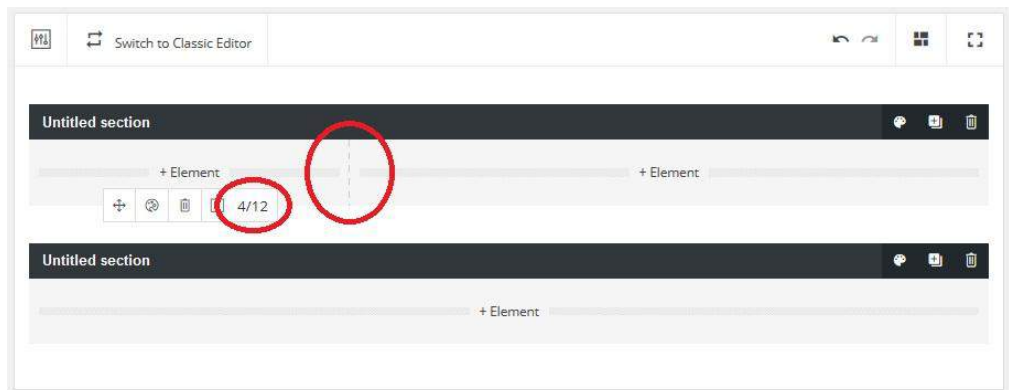 Switch to Classic Editor
Untitled section
+ Element + Element
4/12
Untitled section
+ Element